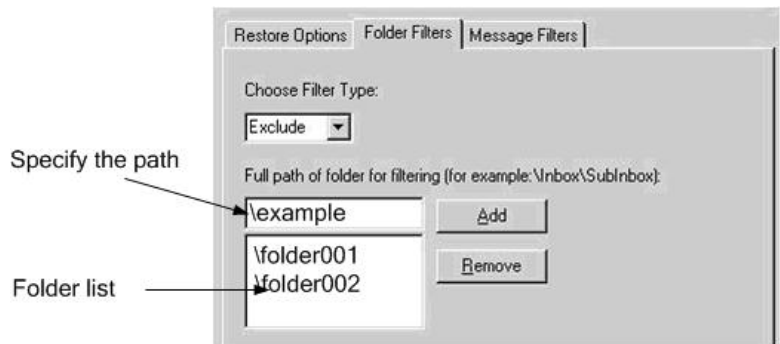 Restore Options Folder Filters Message Filters
Choose Filter Type:
Exclude
Specify the path
Full path of folder for filtering (for example:\Inbox\SubInbox):
\example Add
\folder001
Remove
Folder list \folder002